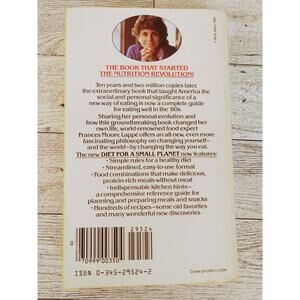 THE BOOK THAT STARTED
THE NUTRITION REVOLUTION!
Ten years and two million copies later,
the extraordinary book that taught America the
social and personal significance of a
new way of eating is now a complete guide
for eating well in the '80s.
Sharing her personal evolution and
how this groundbreaking book changed her
own life, world-renowned food expert
Frances Moore Lappé offers an all-new, even more
fascinating philosophy on changing yourself—
and the world—by changing the way you eat.
The new DIET FOR A SMALL PLANET now features:
• Simple rules for a healthy diet
• Streamlined, easy-to-use format
• Food combinations that make delicious,
protein-rich meals without meat
• Indispensable kitchen hints—
a comprehensive reference guide for
planning and preparing meals and snacks
• Hundreds of recipes—some old favorites
and many wonderful new discoveries
29524
0
70999 00350
ISBN 0-345-29524-2
Cover printed in USA